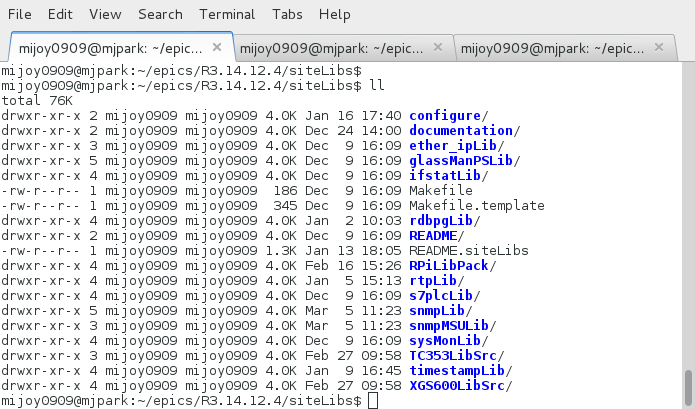 File Edit View Search Terminal Tabs Help
mijoy0909@mjpark: ~/epic... × mijoy0909@mjpark: ~/epic... × mijoy0909@mjpark: ~/epic... ×
mijoy0909@mjpark:~/epics/R3.14.12.4/siteLibs$
mijoy0909@mjpark:~/epics/R3.14.12.4/siteLibs$ ll
total 76K
drwxr-xr-x 2 mijoy0909 mijoy0909 4.0K Jan 16 17:40 configure/
drwxr-xr-x 2 mijoy0909 mijoy0909 4.0K Dec 24 14:00 documentation/
drwxr-xr-x 3 mijoy0909 mijoy0909 4.0K Dec  9 16:09 ether_ipLib/
drwxr-xr-x 5 mijoy0909 mijoy0909 4.0K Dec  9 16:09 glassManPSLib/
drwxr-xr-x 4 mijoy0909 mijoy0909 4.0K Dec  9 16:09 ifstatLib/
-rw-r--r-- 1 mijoy0909 mijoy0909  186 Dec  9 16:09 Makefile
-rw-r--r-- 1 mijoy0909 mijoy0909  345 Dec  9 16:09 Makefile.template
drwxr-xr-x 4 mijoy0909 mijoy0909 4.0K Jan  2 10:03 rdbpgLib/
drwxr-xr-x 2 mijoy0909 mijoy0909 4.0K Dec  9 16:09 README/
-rw-r--r-- 1 mijoy0909 mijoy0909 1.3K Jan 13 18:05 README.siteLibs
drwxr-xr-x 4 mijoy0909 mijoy0909 4.0K Feb 16 15:26 RPiLibPack/
drwxr-xr-x 4 mijoy0909 mijoy0909 4.0K Jan  5 15:13 rtpLib/
drwxr-xr-x 4 mijoy0909 mijoy0909 4.0K Dec  9 16:09 s7plcLib/
drwxr-xr-x 5 mijoy0909 mijoy0909 4.0K Mar  5 11:23 snmpLib/
drwxr-xr-x 3 mijoy0909 mijoy0909 4.0K Mar  5 11:23 snmpMSULib/
drwxr-xr-x 4 mijoy0909 mijoy0909 4.0K Dec  9 16:09 sysMonLib/
drwxr-xr-x 3 mijoy0909 mijoy0909 4.0K Feb 27 09:58 TC353LibSrc/
drwxr-xr-x 4 mijoy0909 mijoy0909 4.0K Jan  9 16:45 timestampLib/
drwxr-xr-x 4 mijoy0909 mijoy0909 4.0K Feb 27 09:58 XGS600LibSrc/
mijoy0909@mjpark:~/epics/R3.14.12.4/siteLibs$